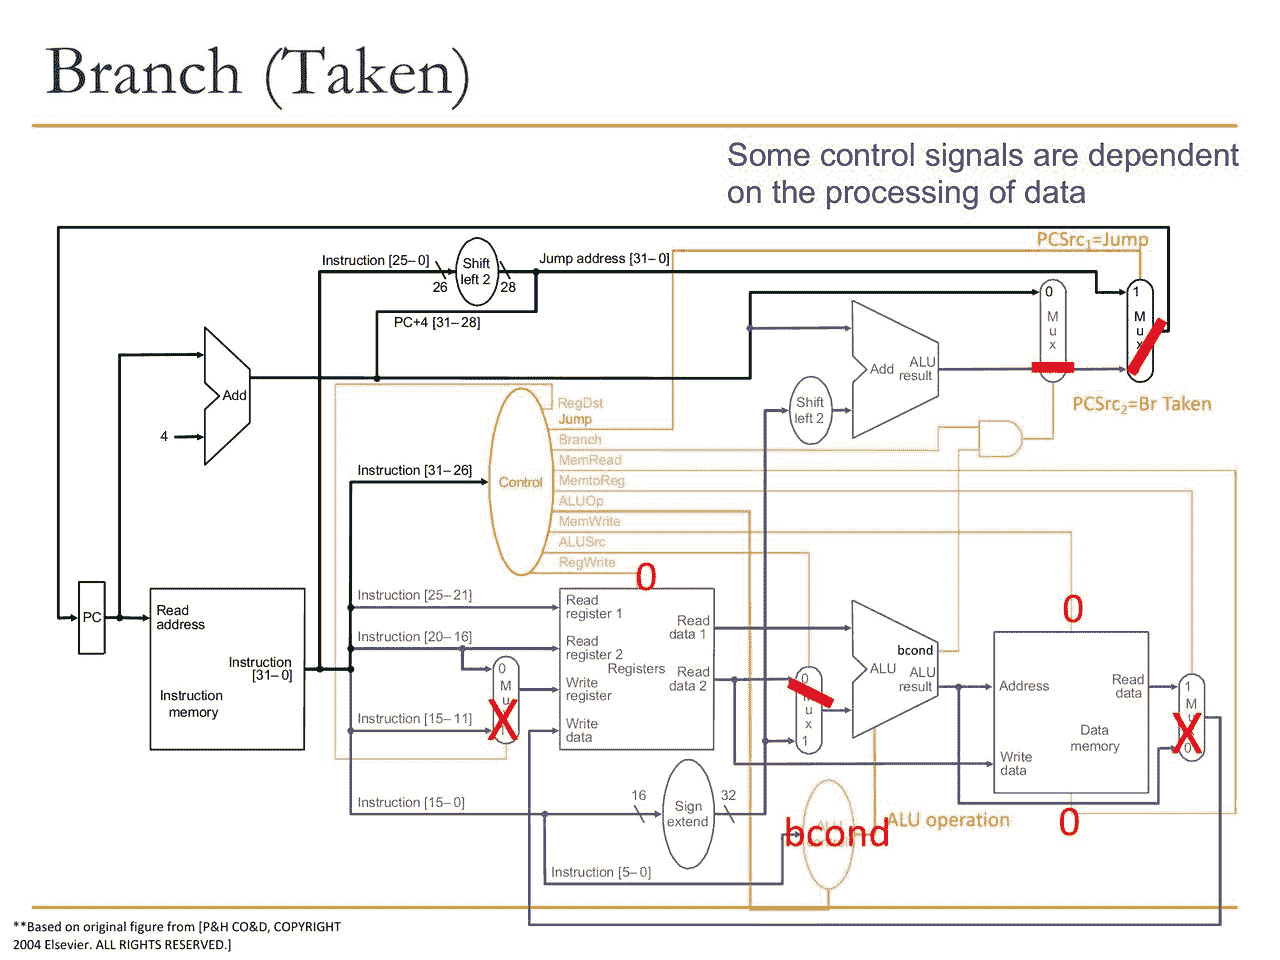 Branch (Taken)
Some control signals are dependent
on the processing of data
PCSrc1=Jump
Instruction [25–0]
26
Shift
left 2
28
Jump address [31–0]
PC+4 [31–28]
0
M
u
x
1
M
u
x
Add
ALU
result
Add
4
Shift
left 2
PCSrc2=Br Taken
RegDst
Jump
Branch
MemRead
MemtoReg
ALUOp
MemWrite
ALUSrc
RegWrite
Control
Instruction [31–26]
0
PC
Read
address
Instruction
[31–0]
Instruction
memory
Instruction [25–21]
Instruction [20–16]
Instruction [15–11]
Instruction [15–0]
0
M
u
X
Read
register 1
Read
register 2
Write
register
Write
data
Registers
Read
data 1
Read
data 2
0
M
u
x
1
bcond
ALU
ALU
result
0
Address
Read
data
Data
memory
Write
data
0
1
M
u
X
0
16
Sign
extend
32
bcond
ALU operation
Instruction [5–0]
**Based on original figure from [P&H CO&D, COPYRIGHT
2004 Elsevier. ALL RIGHTS RESERVED.]